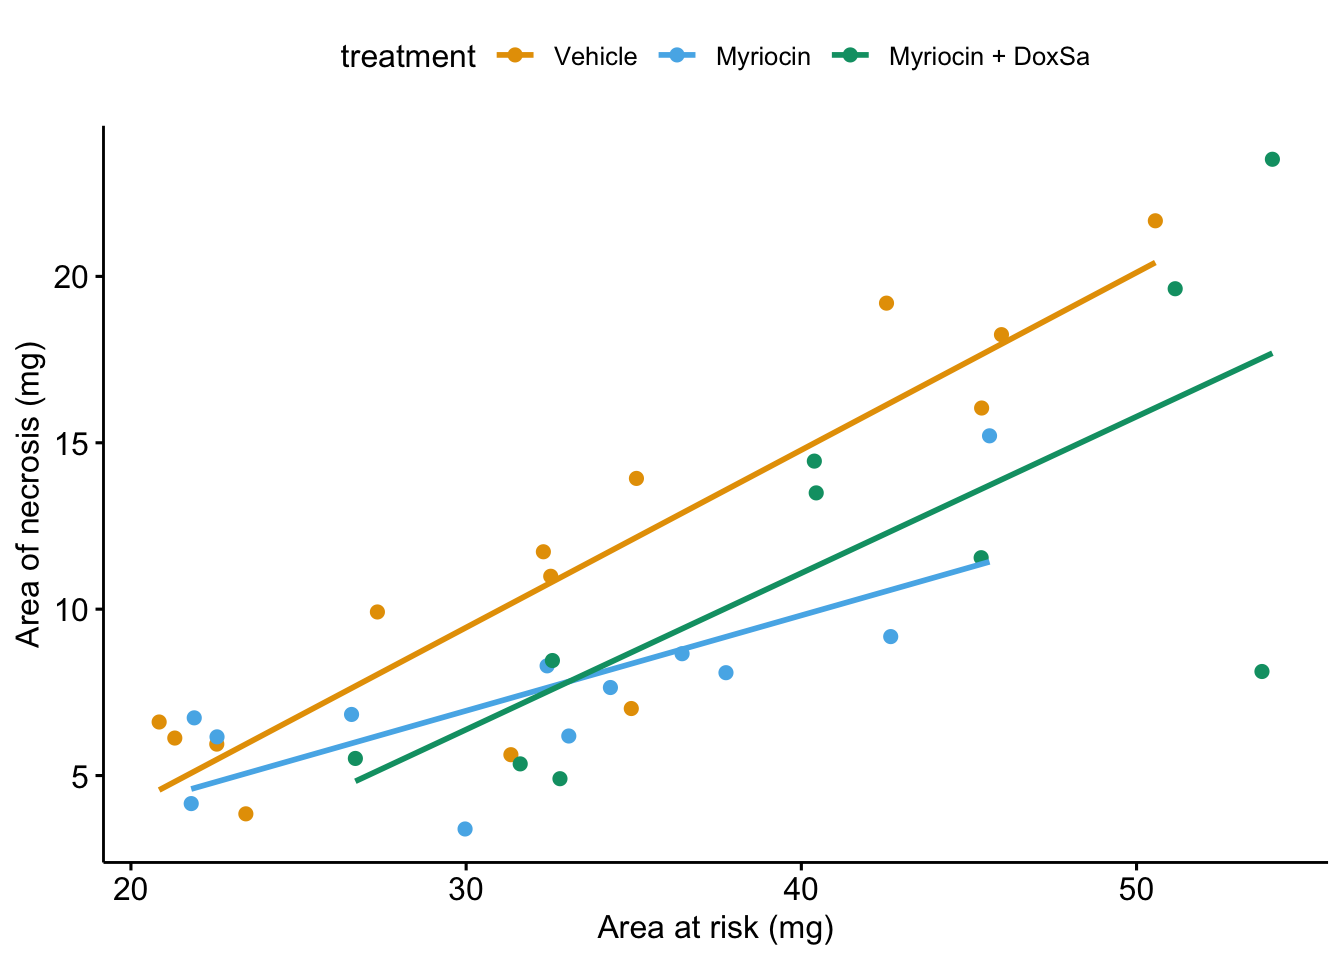 treatment Vehicle Myriocin Myriocin + DoxSa
Area of necrosis (mg)
20
15
10
5
20 30 40 50
Area at risk (mg)